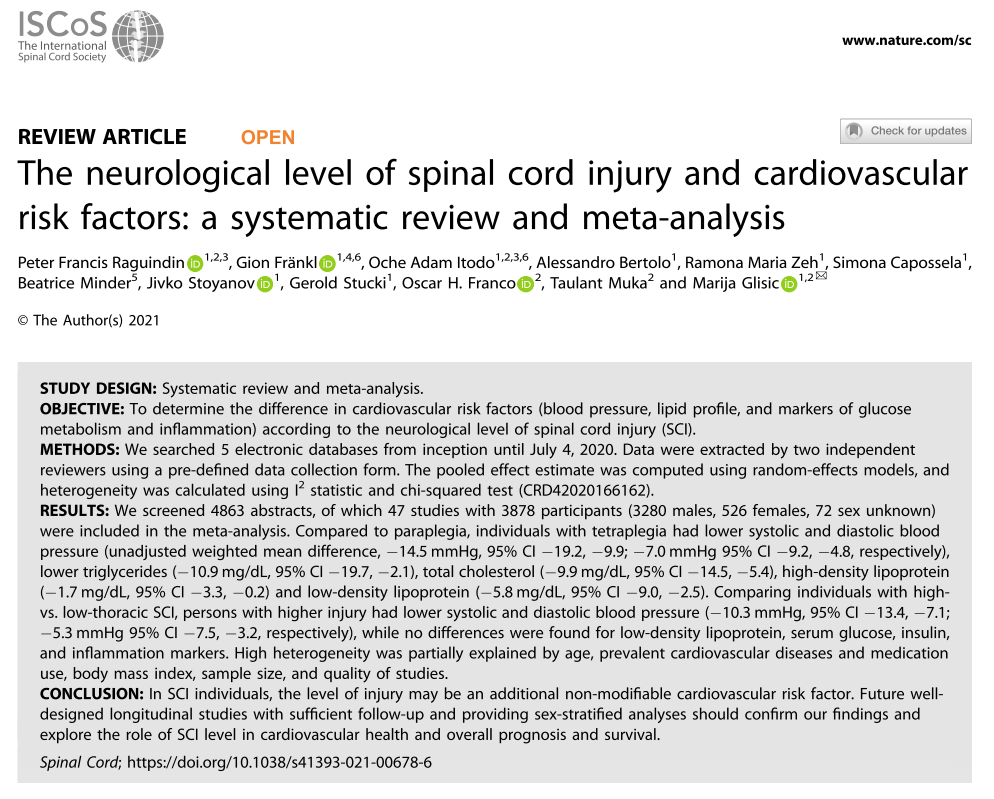 ISCoS
The International
Spinal Cord Society
www.nature.com/sc
REVIEW ARTICLE OPEN
Check for updates
The neurological level of spinal cord injury and cardiovascular
risk factors: a systematic review and meta-analysis
Peter Francis Raguindin iD 1,2,3, Gion Fränkl iD 1,4,6, Oche Adam Itodo1,2,3,6, Alessandro Bertolo1, Ramona Maria Zeh1, Simona Capossela1,
Beatrice Minder5, Jivko Stoyanov iD 1, Gerold Stucki1, Oscar H. Franco iD 2, Taulant Muka2 and Marija Glisic iD 1,2✉
© The Author(s) 2021
STUDY DESIGN: Systematic review and meta-analysis.
OBJECTIVE: To determine the difference in cardiovascular risk factors (blood pressure, lipid profile, and markers of glucose
metabolism and inflammation) according to the neurological level of spinal cord injury (SCI).
METHODS: We searched 5 electronic databases from inception until July 4, 2020. Data were extracted by two independent
reviewers using a pre-defined data collection form. The pooled effect estimate was computed using random-effects models, and
heterogeneity was calculated using I2 statistic and chi-squared test (CRD42020166162).
RESULTS: We screened 4863 abstracts, of which 47 studies with 3878 participants (3280 males, 526 females, 72 sex unknown)
were included in the meta-analysis. Compared to paraplegia, individuals with tetraplegia had lower systolic and diastolic blood
pressure (unadjusted weighted mean difference, −14.5 mmHg, 95% CI −19.2, −9.9; −7.0 mmHg 95% CI −9.2, −4.8, respectively),
lower triglycerides (−10.9 mg/dL, 95% CI −19.7, −2.1), total cholesterol (−9.9 mg/dL, 95% CI −14.5, −5.4), high-density lipoprotein
(−1.7 mg/dL, 95% CI −3.3, −0.2) and low-density lipoprotein (−5.8 mg/dL, 95% CI −9.0, −2.5). Comparing individuals with high-
vs. low-thoracic SCI, persons with higher injury had lower systolic and diastolic blood pressure (−10.3 mmHg, 95% CI −13.4, −7.1;
−5.3 mmHg 95% CI −7.5, −3.2, respectively), while no differences were found for low-density lipoprotein, serum glucose, insulin,
and inflammation markers. High heterogeneity was partially explained by age, prevalent cardiovascular diseases and medication
use, body mass index, sample size, and quality of studies.
CONCLUSION: In SCI individuals, the level of injury may be an additional non-modifiable cardiovascular risk factor. Future well-
designed longitudinal studies with sufficient follow-up and providing sex-stratified analyses should confirm our findings and
explore the role of SCI level in cardiovascular health and overall prognosis and survival.
Spinal Cord; https://doi.org/10.1038/s41393-021-00678-6